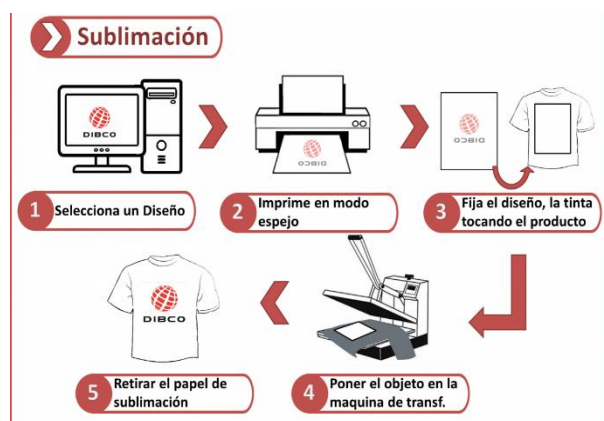 Sublimación
DIBCO
DIBCO
DIBCO
1 Selecciona un Diseño
2 Imprime en modo
espejo
3 Fija el diseño, la tinta
tocando el producto
DIBCO
5 Retirar el papel de
sublimación
4 Poner el objeto en la
maquina de transf.